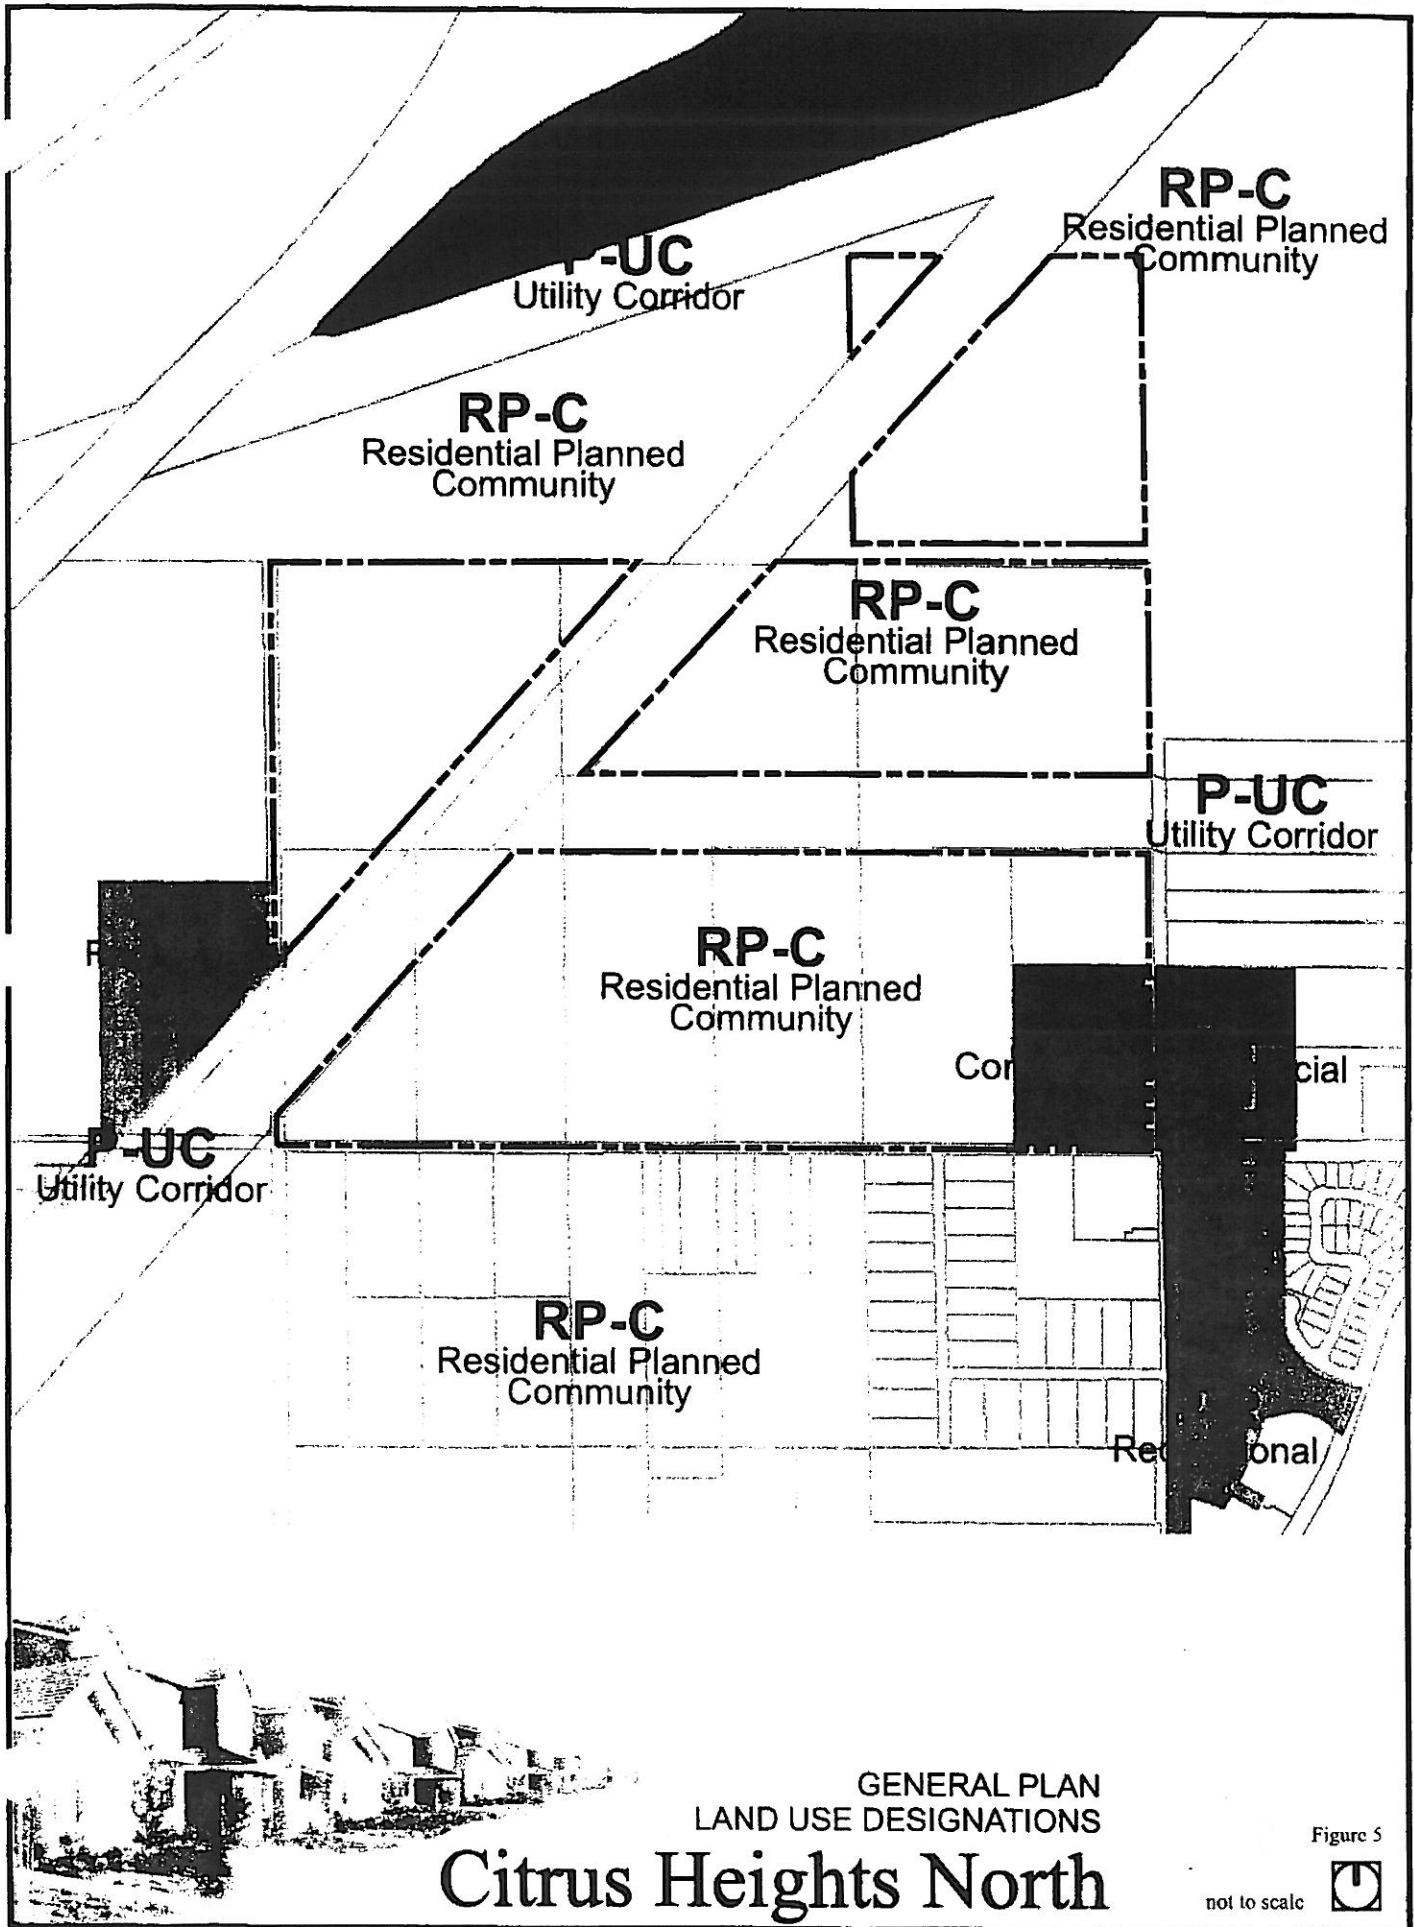 RP-C
Residential Planned
Community
P-UC
Utility Corridor
RP-C
Residential Planned
Community
RP-C
Residential Planned
Community
P-UC
Utility Corridor
RP-C
Residential Planned
Community
P-UC
Utility Corridor
RP-C
Residential Planned
Community
GENERAL PLAN
LAND USE DESIGNATIONS
Citrus Heights North
Figure 5
not to scale